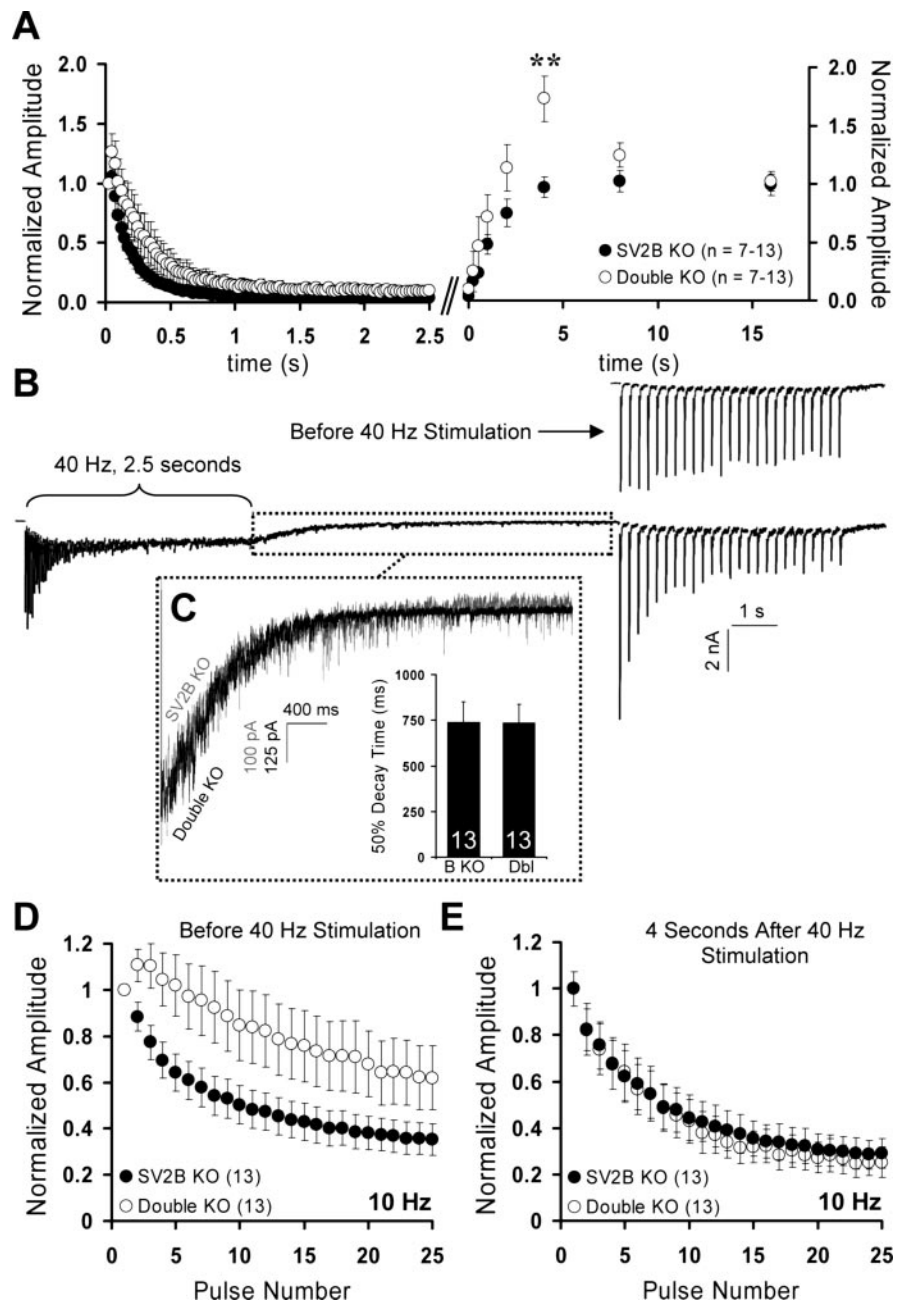 A
Normalized Amplitude
2.0
1.5
1.0
0.5
0.0
0 0.5 1 1.5 2 2.5
time (s)
**
SV2B KO (n = 7-13)
Double KO (n = 7-13)
0 5 10 15
time (s)
2.0
1.5
1.0
0.5
0.0
Normalized Amplitude
B
Before 40 Hz Stimulation
40 Hz, 2.5 seconds
1 s
2 nA
C
SV2B KO
Double KO
400 ms
100 pA
125 pA
50% Decay Time (ms)
1000
750
500
250
0
13 13
B KO Dbl
D
Before 40 Hz Stimulation
Normalized Amplitude
1.2
1
0.8
0.6
0.4
0.2
0
SV2B KO (13)
Double KO (13)
10 Hz
0 5 10 15 20 25
Pulse Number
E
4 Seconds After 40 Hz
Stimulation
Normalized Amplitude
1.2
1
0.8
0.6
0.4
0.2
0
SV2B KO (13)
Double KO (13)
10 Hz
0 5 10 15 20 25
Pulse Number